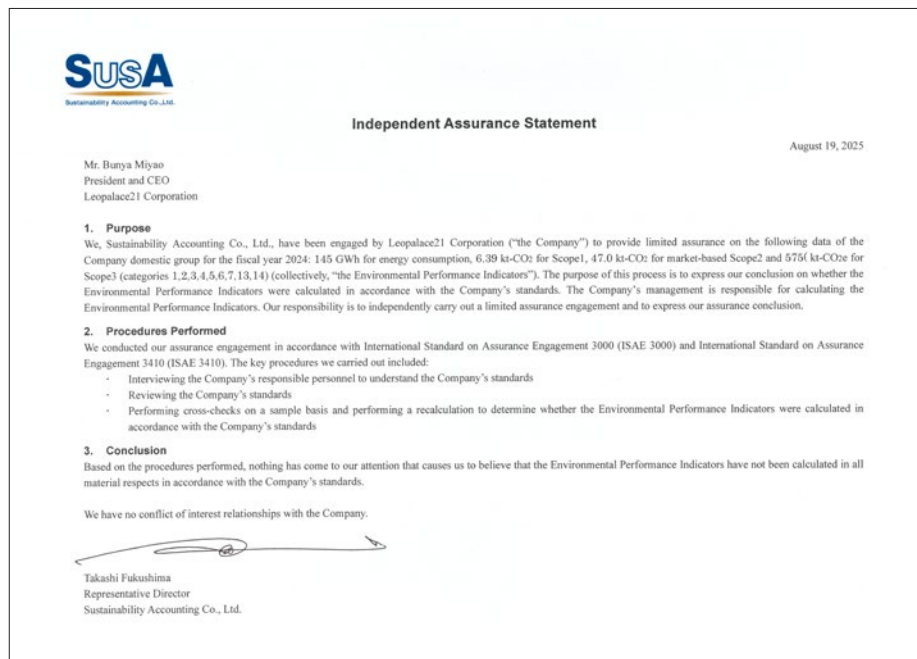 SUSA
Sustainability Accounting Co.,Ltd.
Independent Assurance Statement
August 19, 2025
Mr. Bunya Miyao
President and CEO
Leopalace21 Corporation
1. Purpose
We, Sustainability Accounting Co., Ltd., have been engaged by Leopalace21 Corporation (“the Company”) to provide limited assurance on the following data of the
Company domestic group for the fiscal year 2024: 145 GWh for energy consumption, 6.39 kt-CO₂ for Scope1, 47.0 kt-CO₂ for market-based Scope2 and kt-CO₂e for
Scope3 (categories 1,2,3,4,5,6,7,13,14) (collectively, “the Environmental Performance Indicators”). The purpose of this process is to express our conclusion on whether the
Environmental Performance Indicators were calculated in accordance with the Company’s standards. The Company’s management is responsible for calculating the
Environmental Performance Indicators. Our responsibility is to independently carry out a limited assurance engagement and to express our assurance conclusion.
2. Procedures Performed
We conducted our assurance engagement in accordance with International Standard on Assurance Engagement 3000 (ISAE 3000) and International Standard on Assurance
Engagement 3410 (ISAE 3410). The key procedures we carried out included:
· Interviewing the Company’s responsible personnel to understand the Company’s standards
· Reviewing the Company’s standards
· Performing cross-checks on a sample basis and performing a recalculation to determine whether the Environmental Performance Indicators were calculated in
accordance with the Company’s standards
3. Conclusion
Based on the procedures performed, nothing has come to our attention that causes us to believe that the Environmental Performance Indicators have not been calculated in all
material respects in accordance with the Company’s standards.
We have no conflict of interest relationships with the Company.
Takashi Fukushima
Representative Director
Sustainability Accounting Co., Ltd.